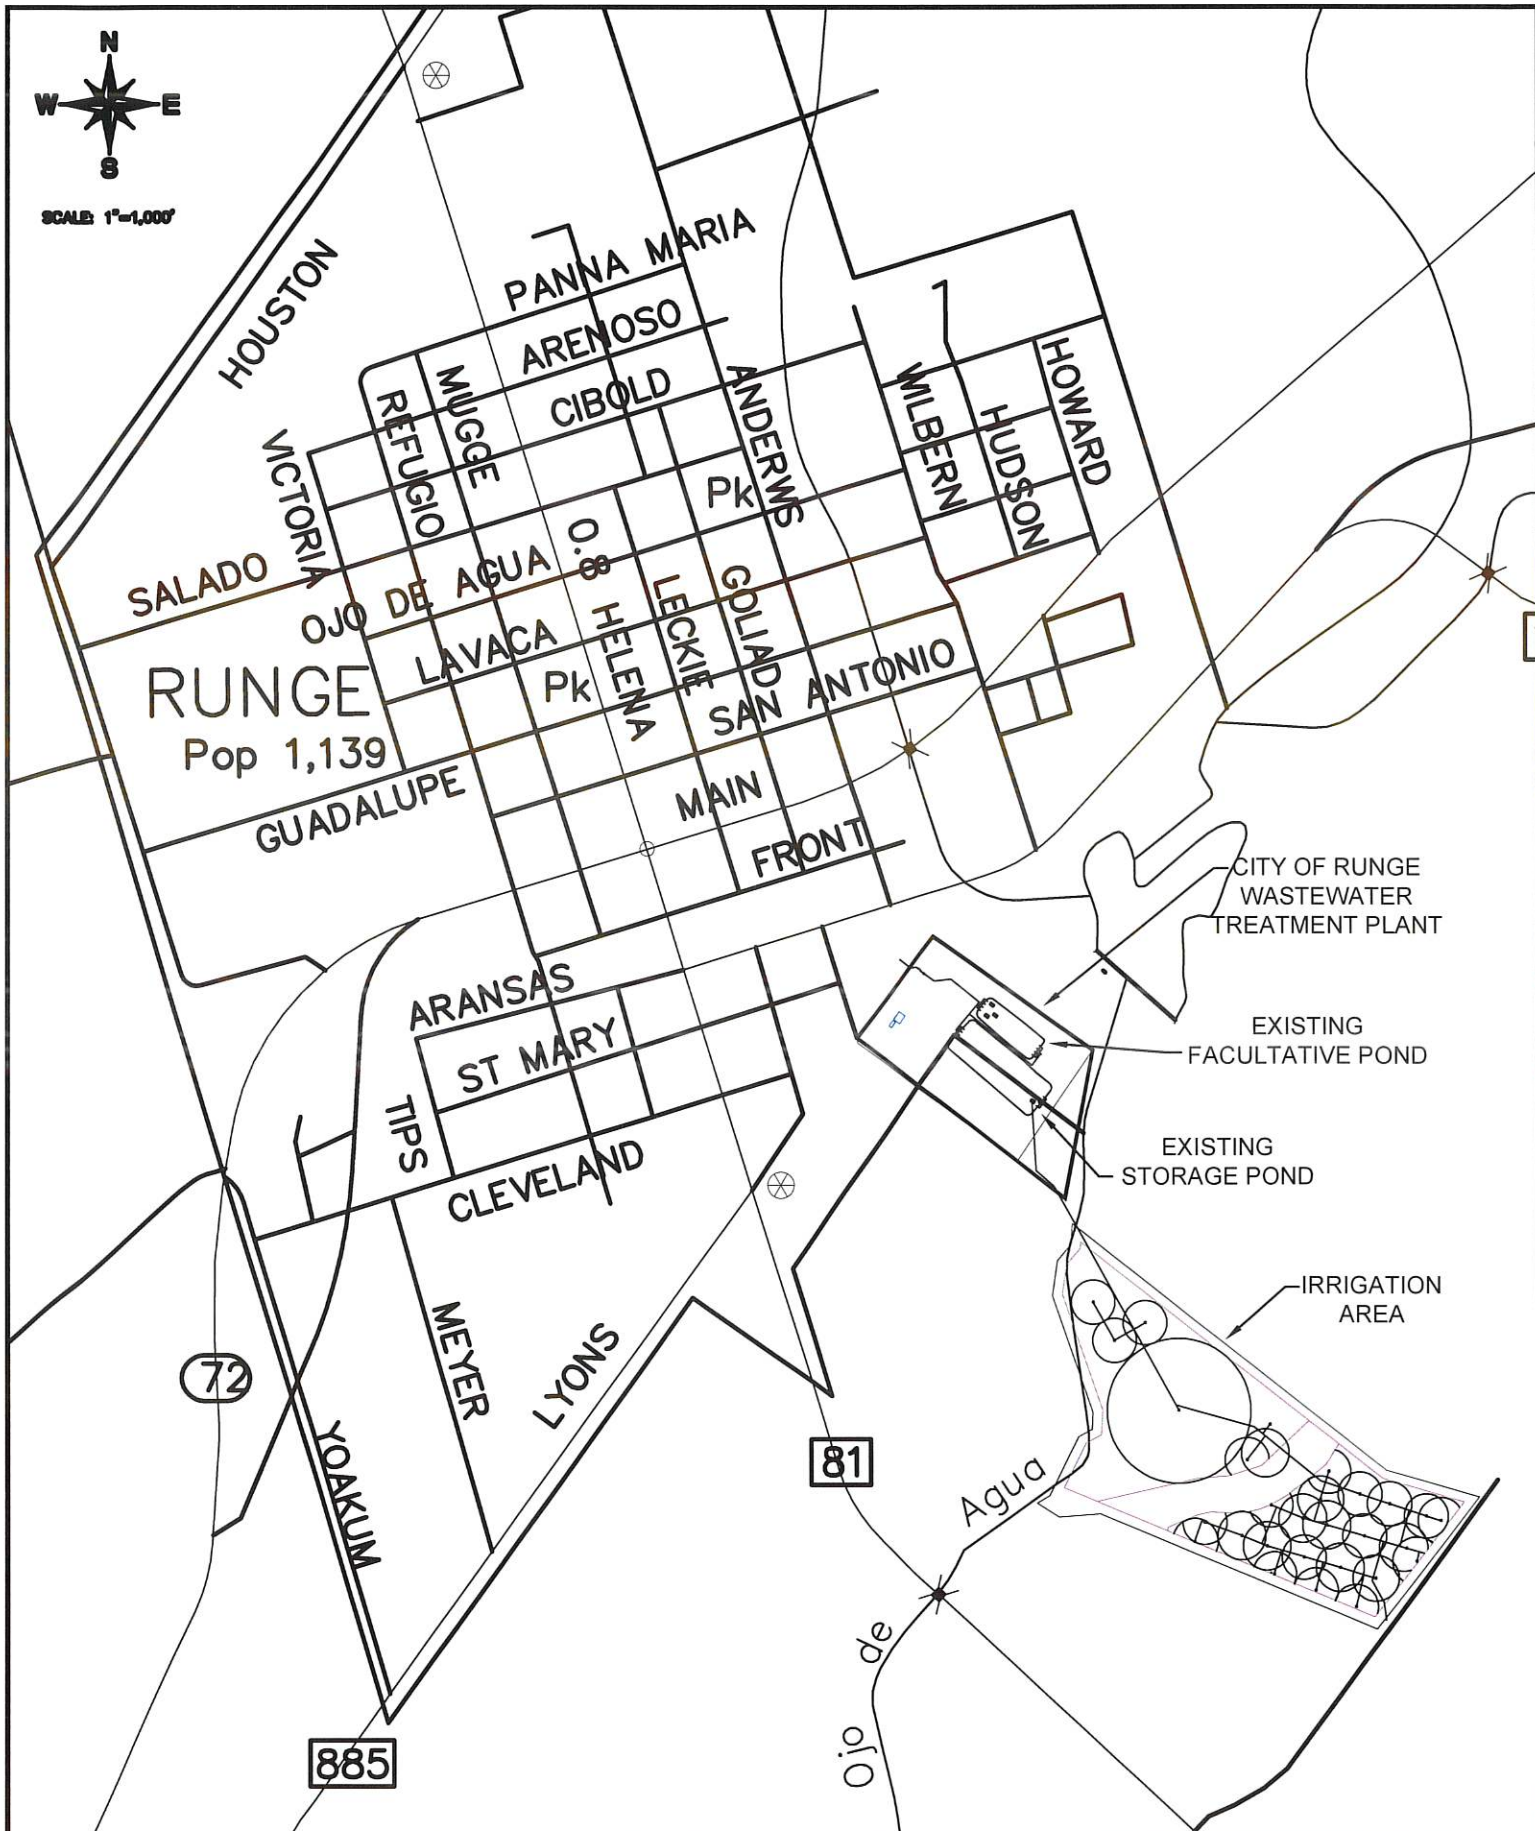 N
W E
S
SCALE: 1"=1,000'
HOUSTON
PANNA MARIA
ARENOSO
CIBOLO
MUGGE
REFUGIO
VICTORIA
ANDERWS
WILBERN
HUDSON
HOWARD
Pk
SALADO
OJO DE AGUA
0.8
HELENA
LECKIE
GOLIAD
LAVACA
Pk
SAN ANTONIO
RUNGE
Pop 1,139
GUADALUPE
MAIN
FRONT
CITY OF RUNGE
WASTEWATER
TREATMENT PLANT
ARANSAS
ST MARY
TIPS
CLEVELAND
EXISTING
FACULTATIVE POND
EXISTING
STORAGE POND
IRRIGATION
AREA
MEYER
LYONS
72
YOAKUM
81
Ojo de Agua
885